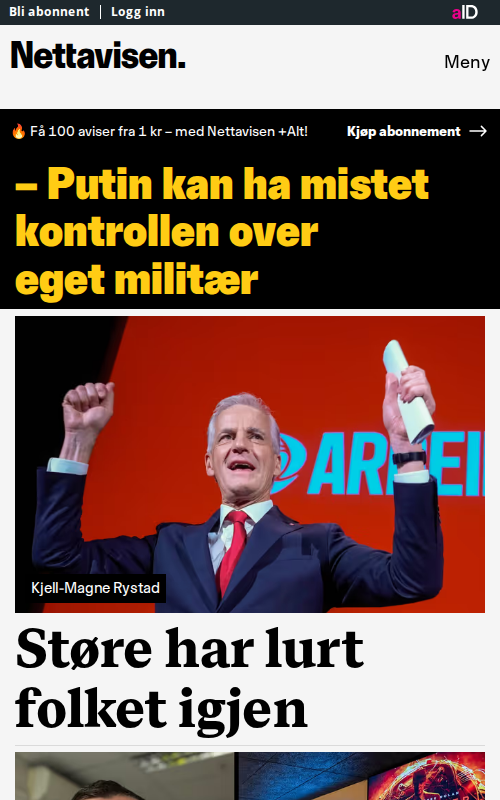 Bli abonnent | Logg inn
aID
Nettavisen.
Meny
🔥 Få 100 aviser fra 1 kr – med Nettavisen +Alt!
Kjøp abonnement →
– Putin kan ha mistet
kontrollen over
eget militær
ARBEI
Kjell-Magne Rystad
Støre har lurt
folket igjen